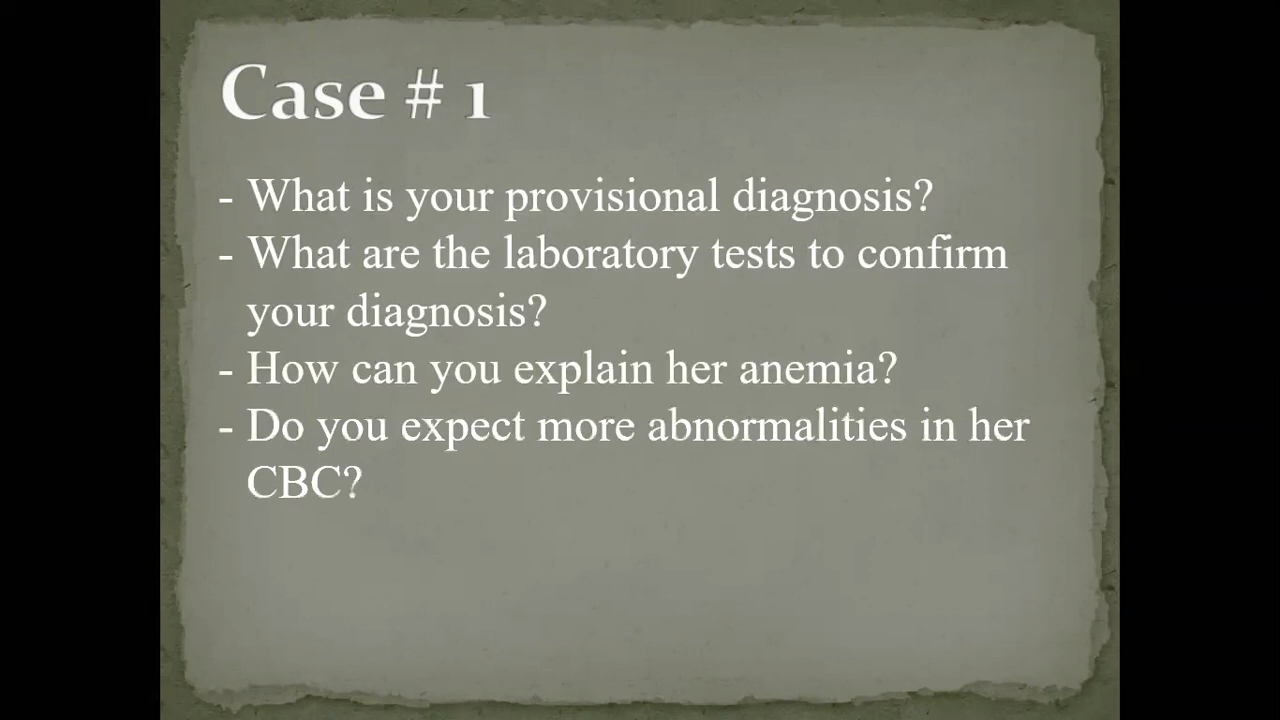 Case # 1
- What is your provisional diagnosis?
- What are the laboratory tests to confirm
your diagnosis?
- How can you explain her anemia?
- Do you expect more abnormalities in her
CBC?